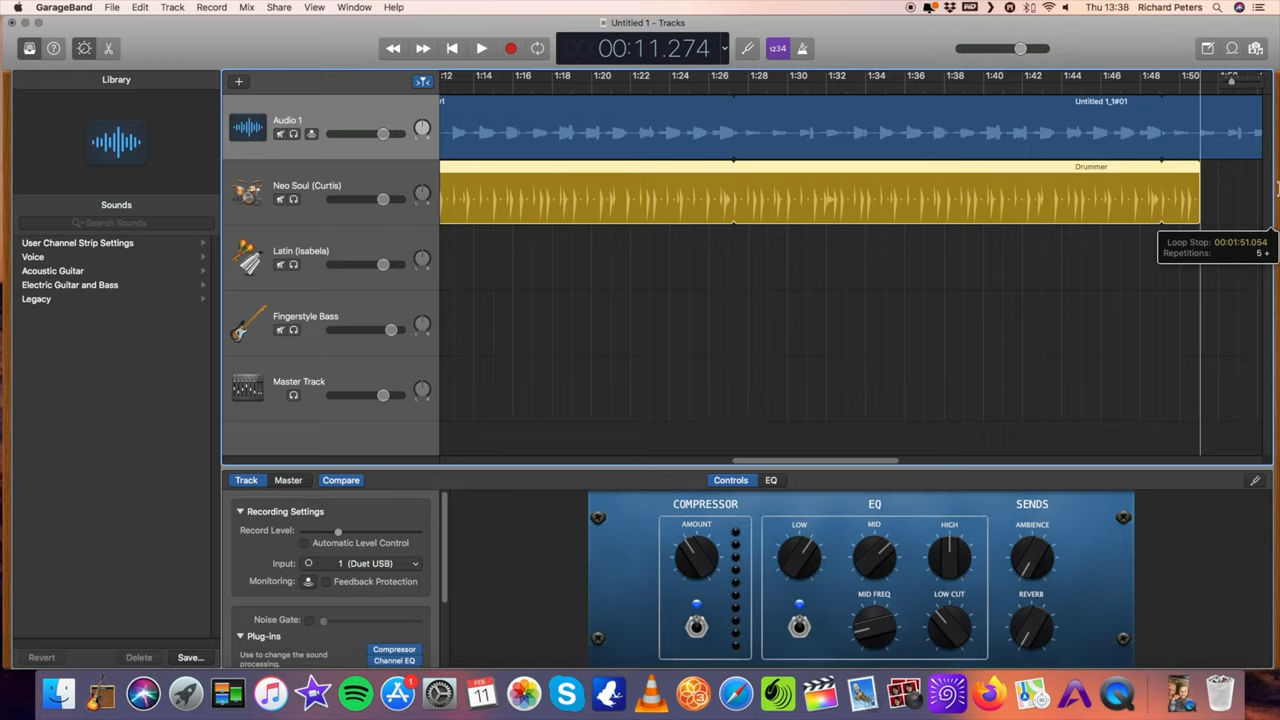 GarageBand File Edit Track Record Mix Share View Window Help
Thu 13:38 Richard Peters
Untitled 1 - Tracks
00:11.274
1234
Library
Sounds
Search Sounds
User Channel Strip Settings
Voice
Acoustic Guitar
Electric Guitar and Bass
Legacy
Revert Delete Save...
1:14 1:16 1:18 1:20 1:22 1:24 1:26 1:28 1:30 1:32 1:34 1:36 1:38 1:40 1:42 1:44 1:46 1:48 1:50
Audio 1
Untitled 1_1#01
Neo Soul (Curtis)
Drummer
Latin (Isabela)
Loop Stop: 00:01:51.054
Repetitions: 5 +
Fingerstyle Bass
Master Track
Track Master Compare
Controls EQ
Recording Settings
Record Level:
Automatic Level Control
Input: 1 (Duet USB)
Monitoring: Feedback Protection
Noise Gate:
Plug-ins
Use to change the sound
processing.
Compressor
Channel EQ
COMPRESSOR
AMOUNT
EQ
LOW MID HIGH
MID FREQ LOW CUT
SENDS
AMBIENCE
REVERB
FEB
11
1